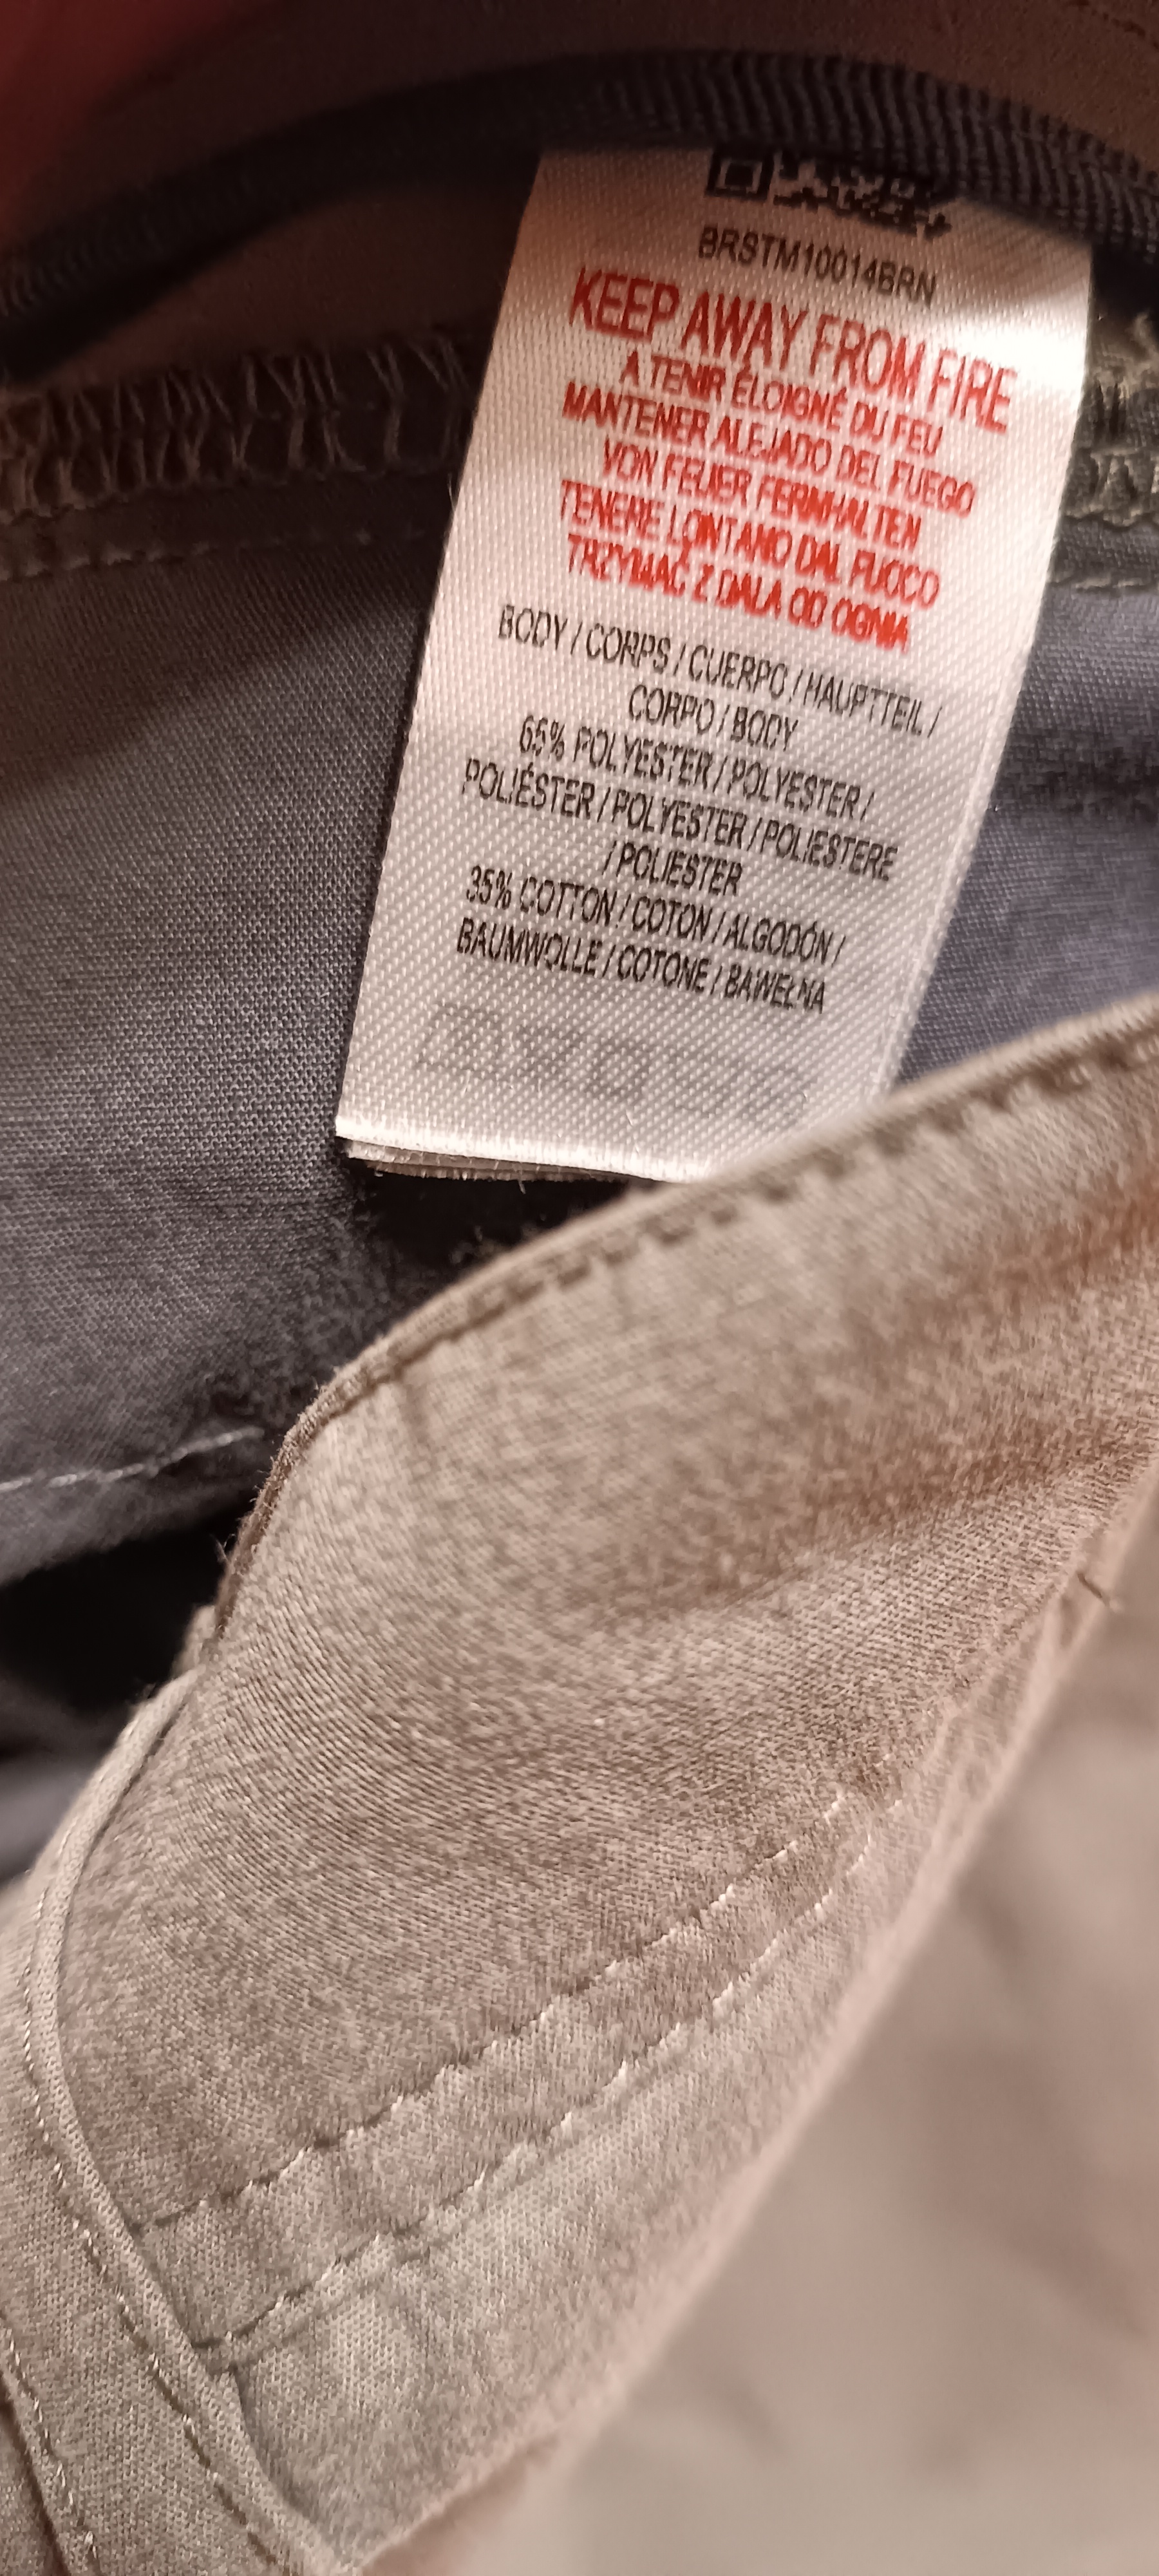 BRSTM10014BRN
KEEP AWAY FROM FIRE
A TENIR ÉLOIGNÉ DU FEU
MANTENER ALEJADO DEL FUEGO
VON FEUER FERNHALTEN
TENERE LONTANO DAL FUOCO
TRZYMAĆ Z DALA OD OGNIA
BODY / CORPS / CUERPO / HAUPTTEIL /
CORPO / BODY
65% POLYESTER / POLYESTER /
POLIÉSTER / POLYESTER / POLIESTERE
/ POLIESTER
35% COTTON / COTON / ALGODÓN /
BAUMWOLLE / COTONE / BAWEŁNA